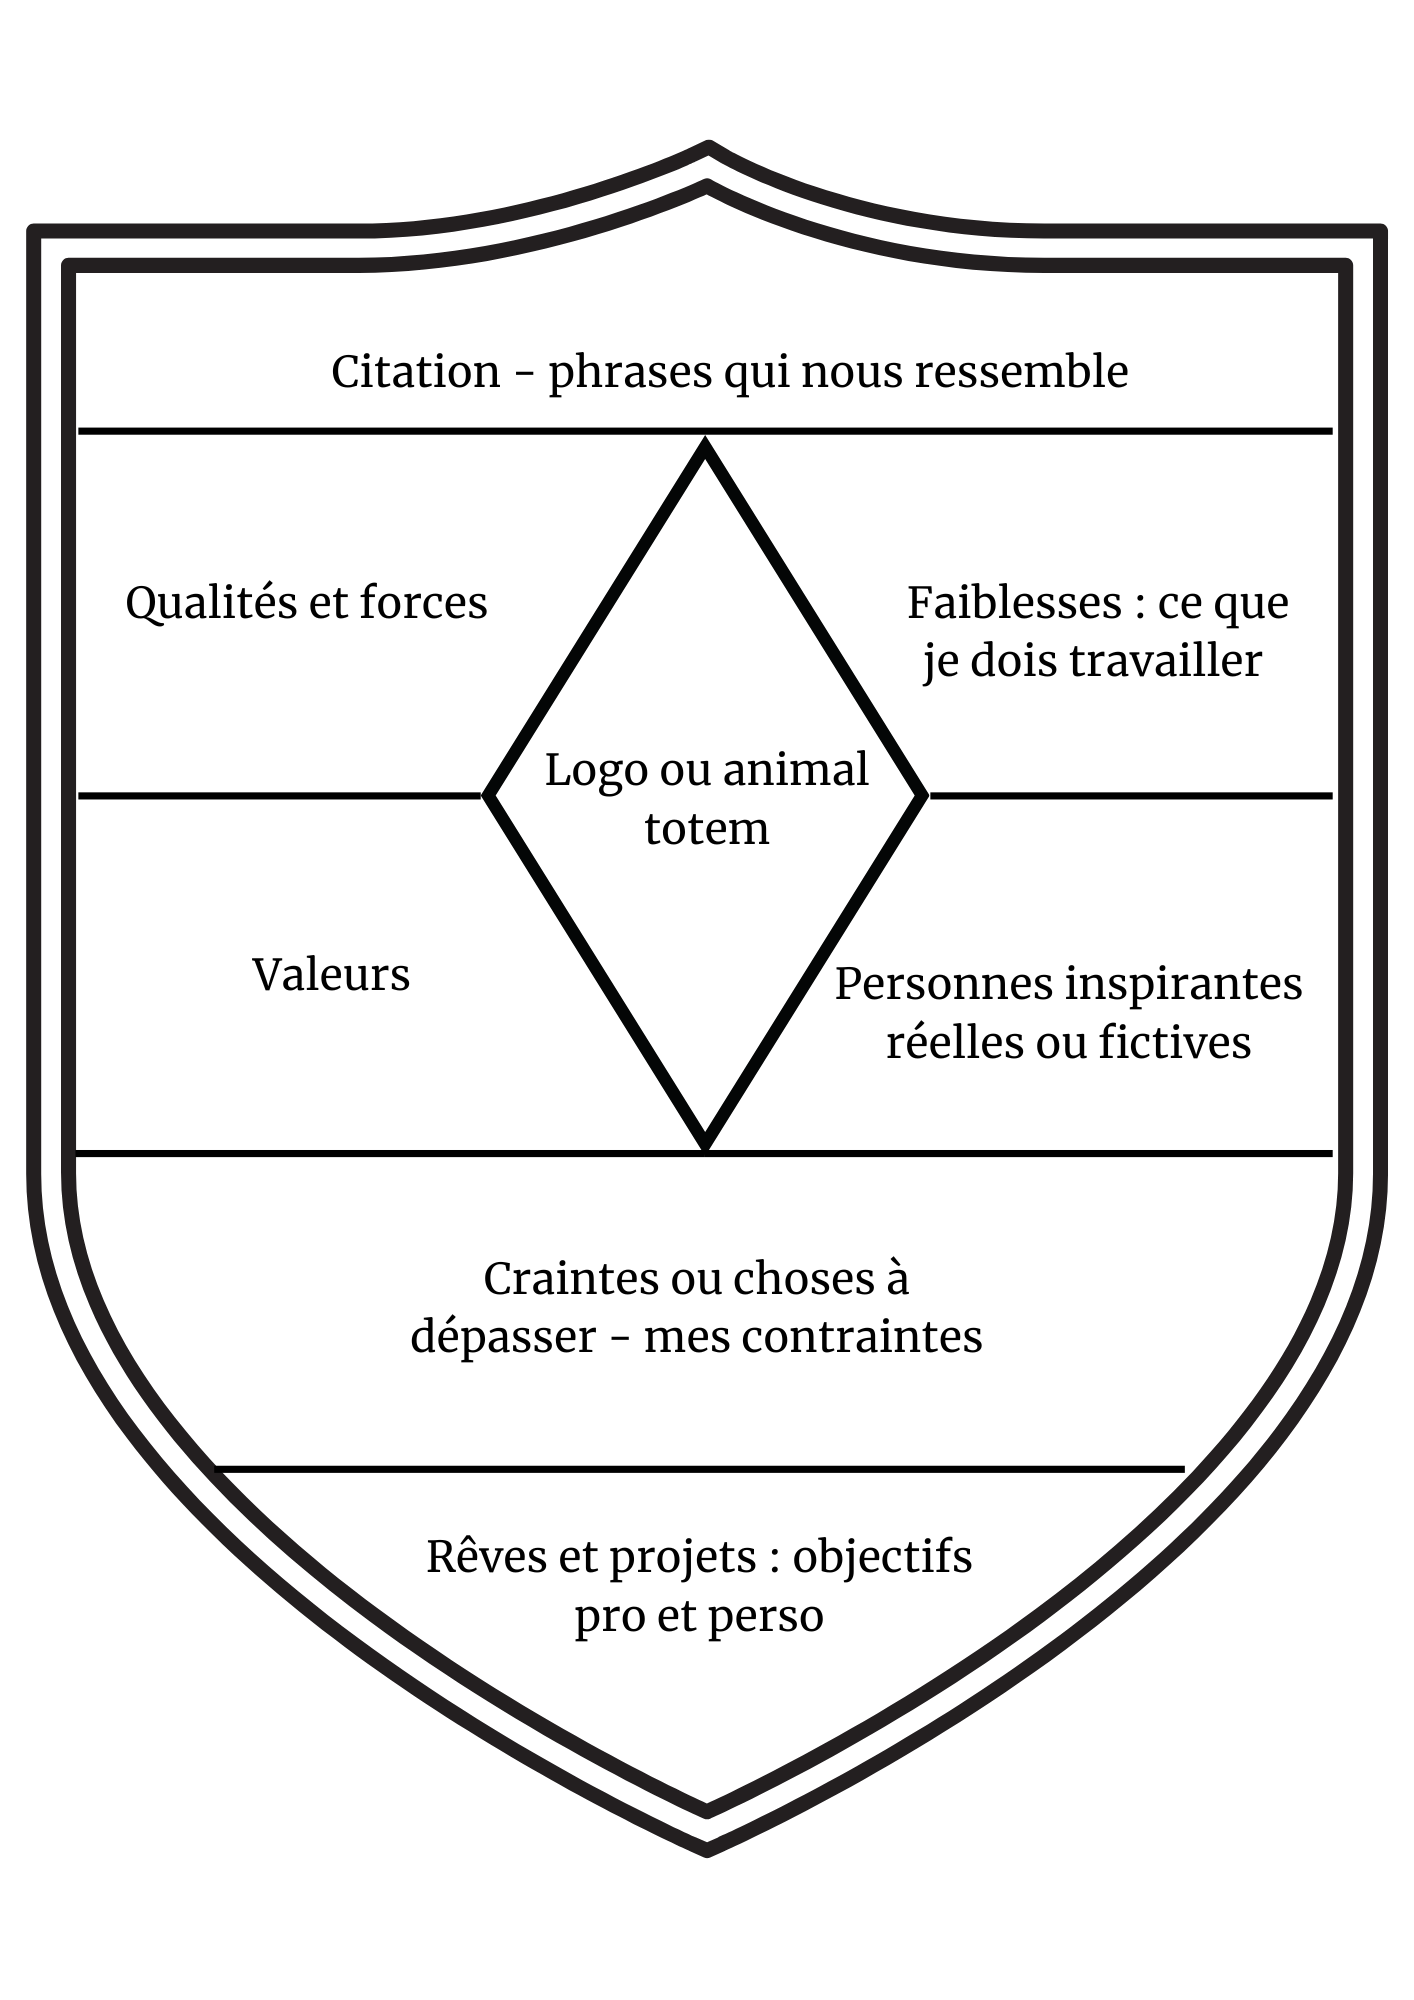 Citation - phrases qui nous ressemble
Qualités et forces
Faiblesses : ce que
je dois travailler
Logo ou animal
totem
Valeurs
Personnes inspirantes
réelles ou fictives
Craintes ou choses à
dépasser - mes contraintes
Rêves et projets : objectifs
pro et perso